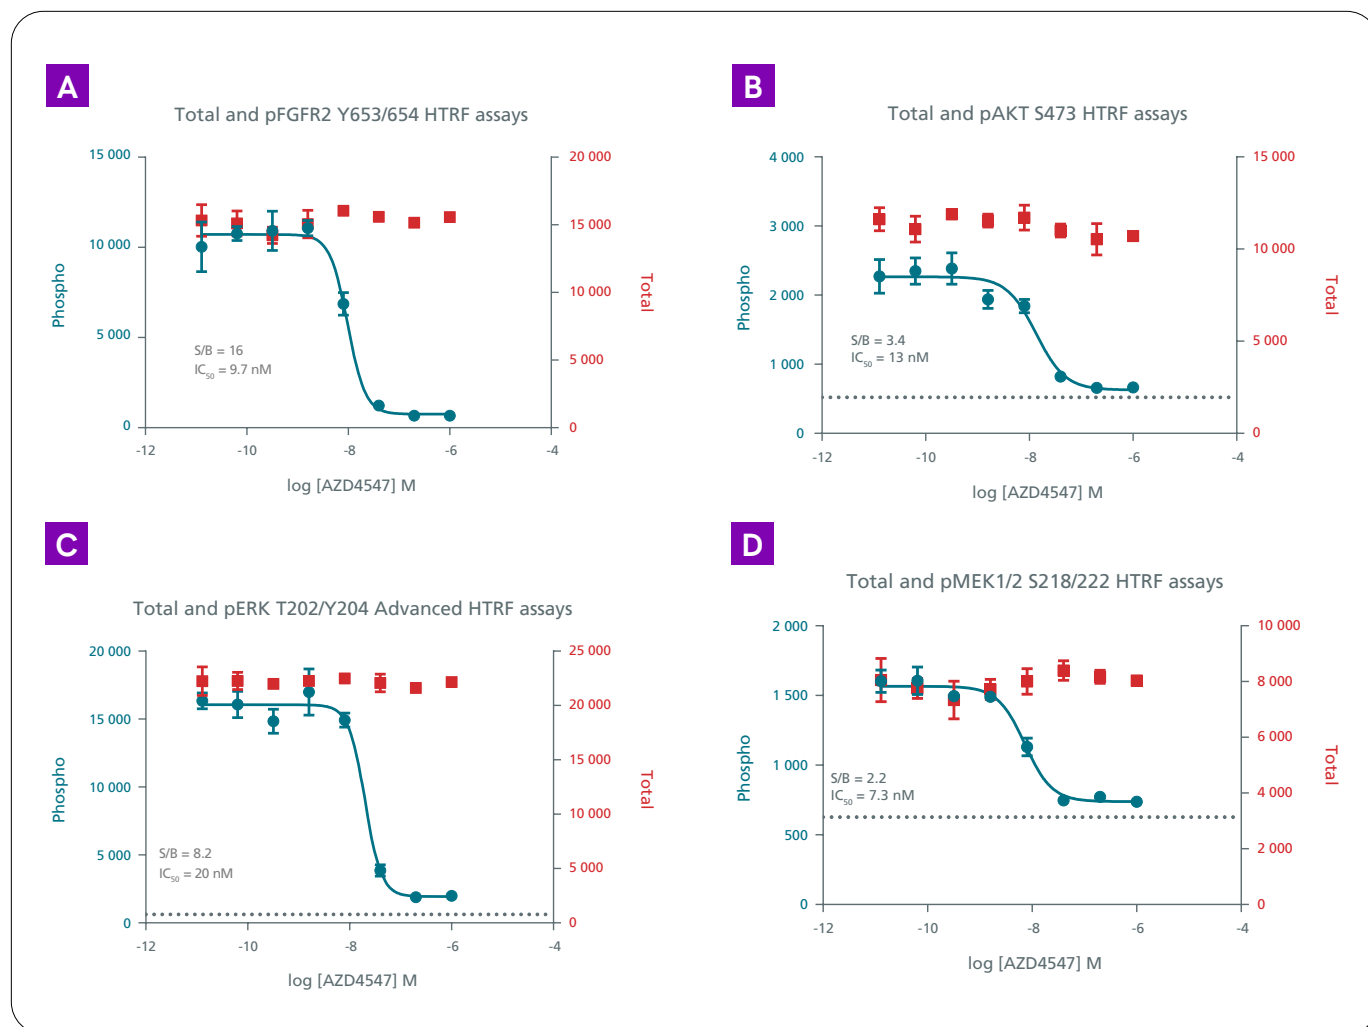 A
Total and pFGFR2 Y653/654 HTRF assays
Phospho
15 000
10 000
5 000
0
20 000
15 000
10 000
5 000
0
Total
S/B = 16
IC50 = 9.7 nM
-12 -10 -8 -6 -4
log [AZD4547] M
B
Total and pAKT S473 HTRF assays
Phospho
4 000
3 000
2 000
1 000
0
15 000
10 000
5 000
0
Total
S/B = 3.4
IC50 = 13 nM
-12 -10 -8 -6 -4
log [AZD4547] M
C
Total and pERK T202/Y204 Advanced HTRF assays
Phospho
20 000
15 000
10 000
5 000
0
25 000
20 000
15 000
10 000
5 000
0
Total
S/B = 8.2
IC50 = 20 nM
-12 -10 -8 -6 -4
log [AZD4547] M
D
Total and pMEK1/2 S218/222 HTRF assays
Phospho
2 000
1 500
1 000
500
0
10 000
8 000
6 000
4 000
2 000
0
Total
S/B = 2.2
IC50 = 7.3 nM
-12 -10 -8 -6 -4
log [AZD4547] M